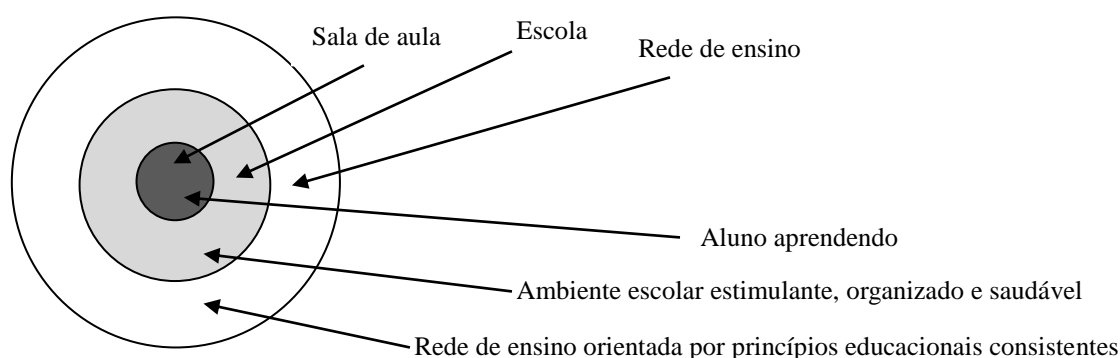 Sala de aula
Escola
Rede de ensino
Aluno aprendendo
Ambiente escolar estimulante, organizado e saudável
Rede de ensino orientada por princípios educacionais consistentes